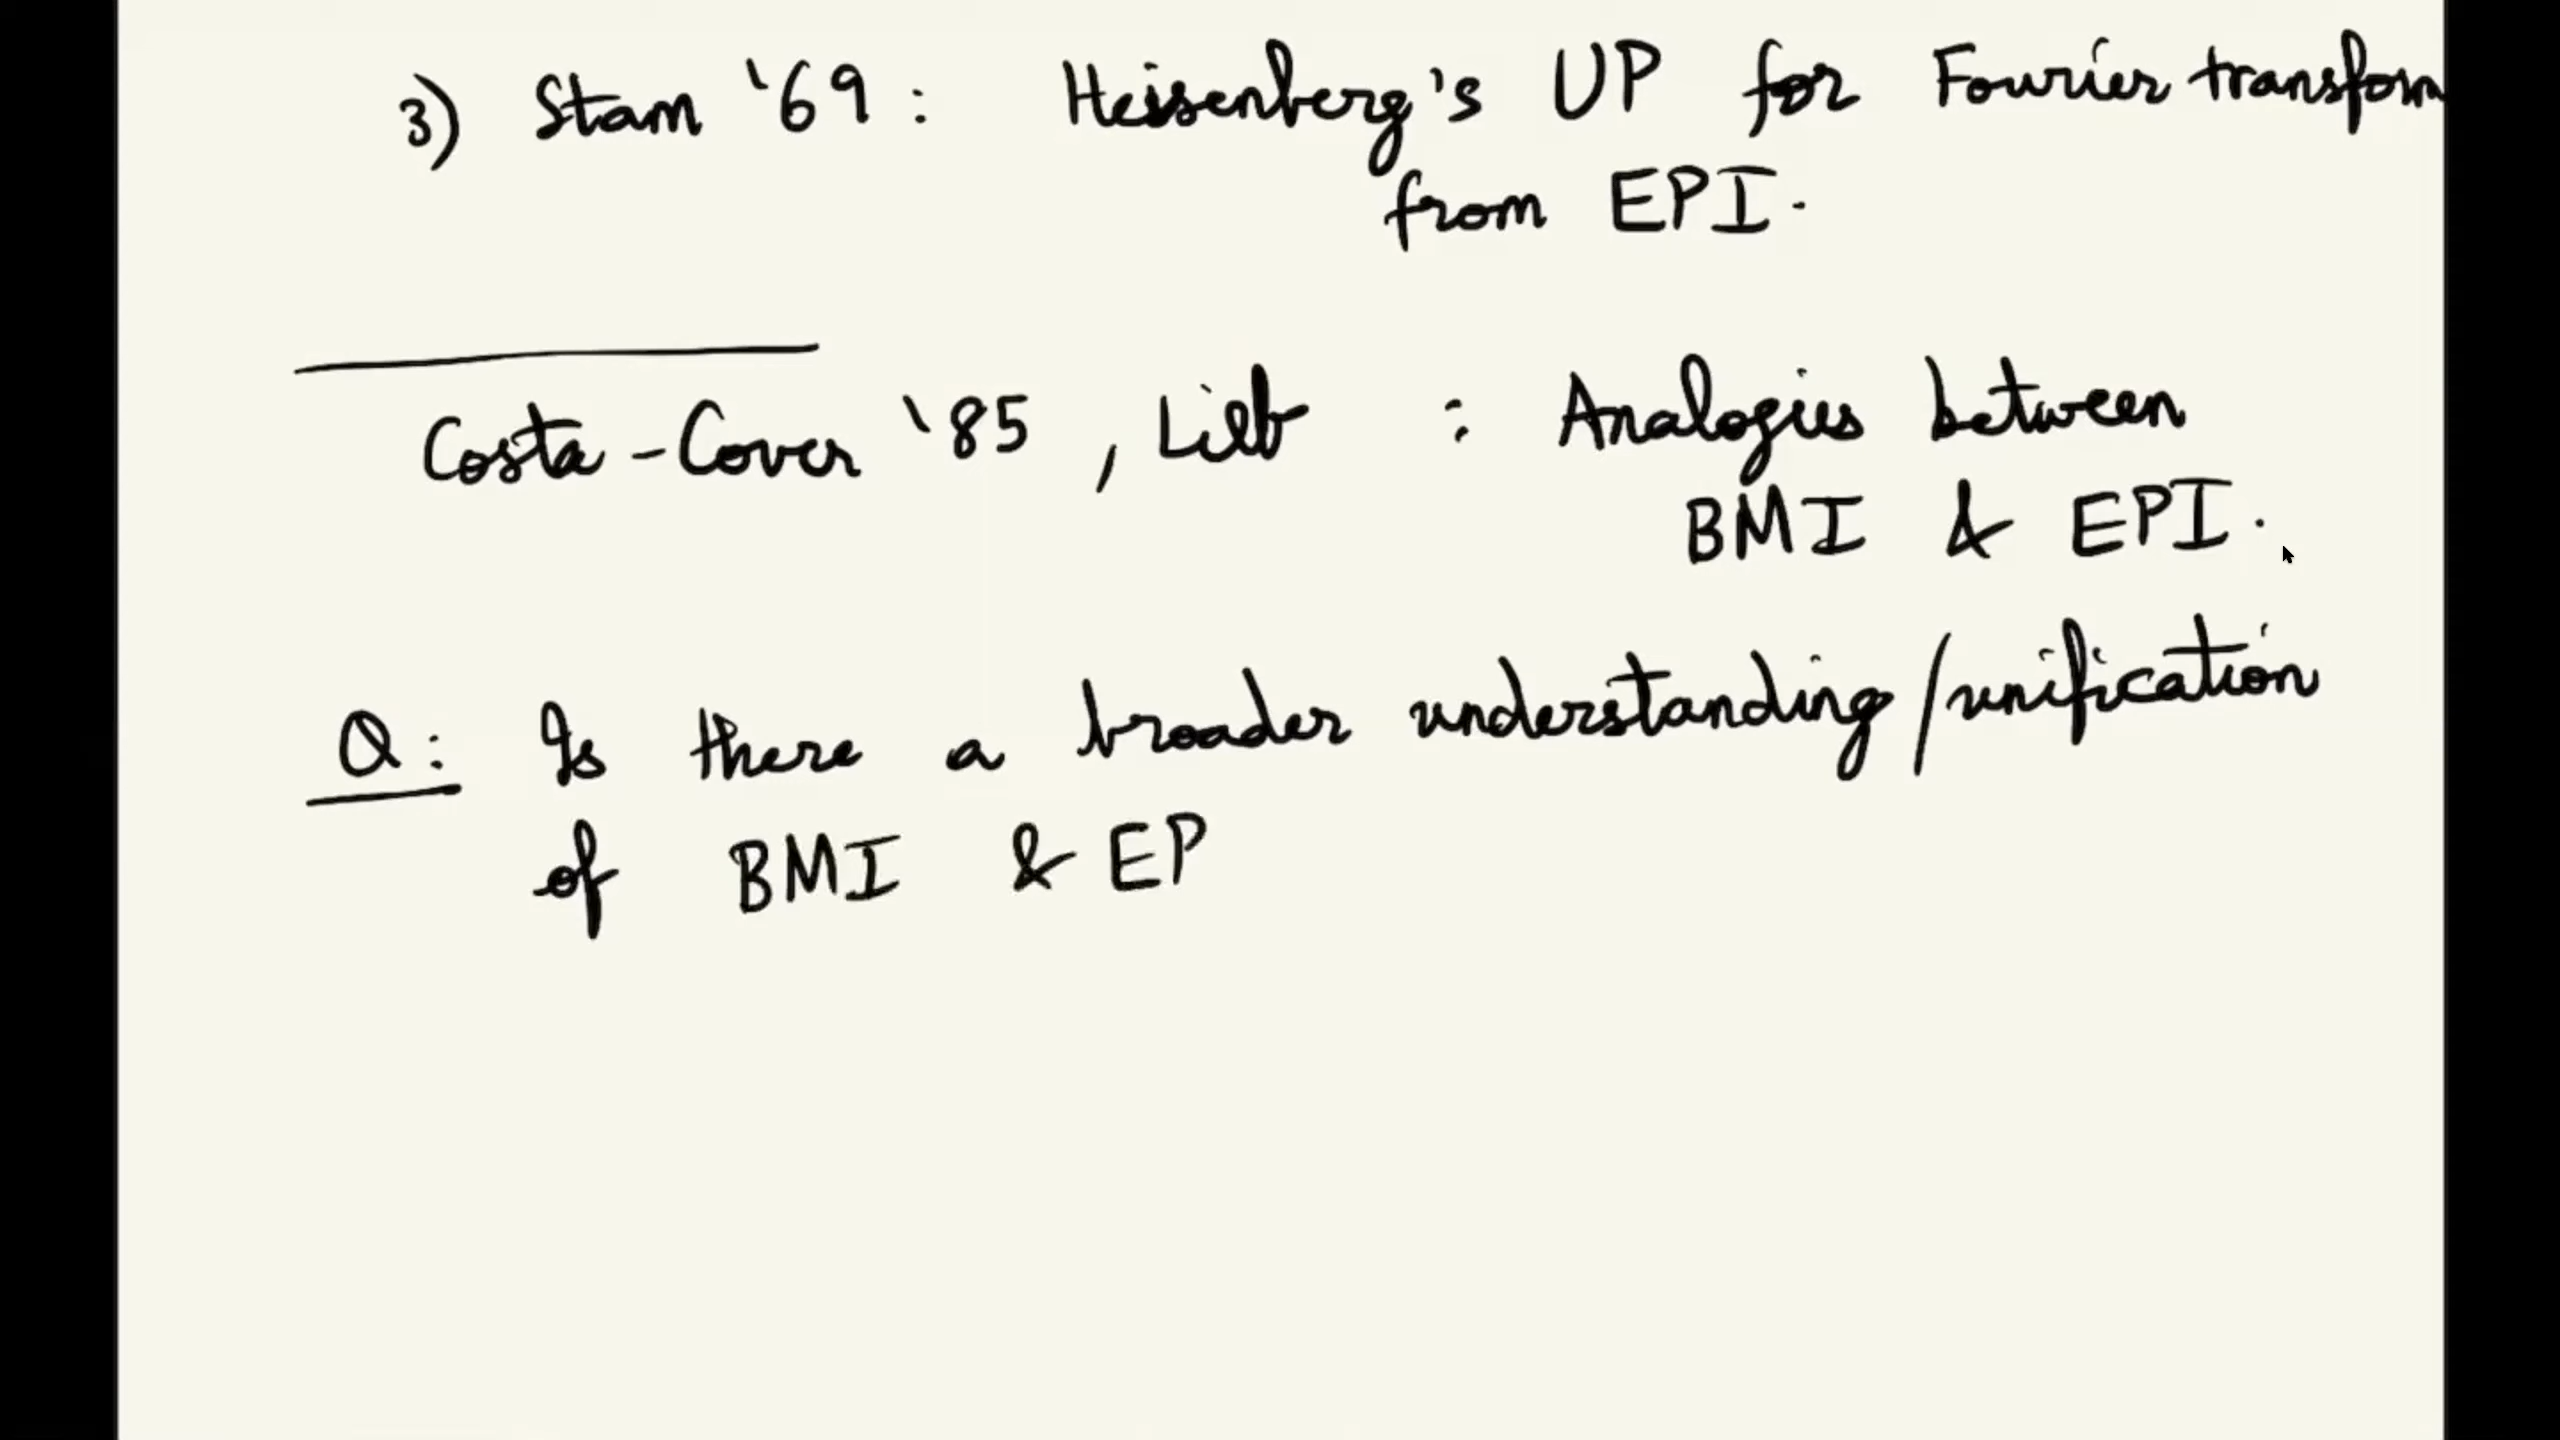 3) Stam '69 : Heisenberg's UP for Fourier transform
from EPI.
Costa-Cover '85, Lieb : Analogies between
BMI & EPI.
Q: Is there a broader understanding/unification
of BMI & EP